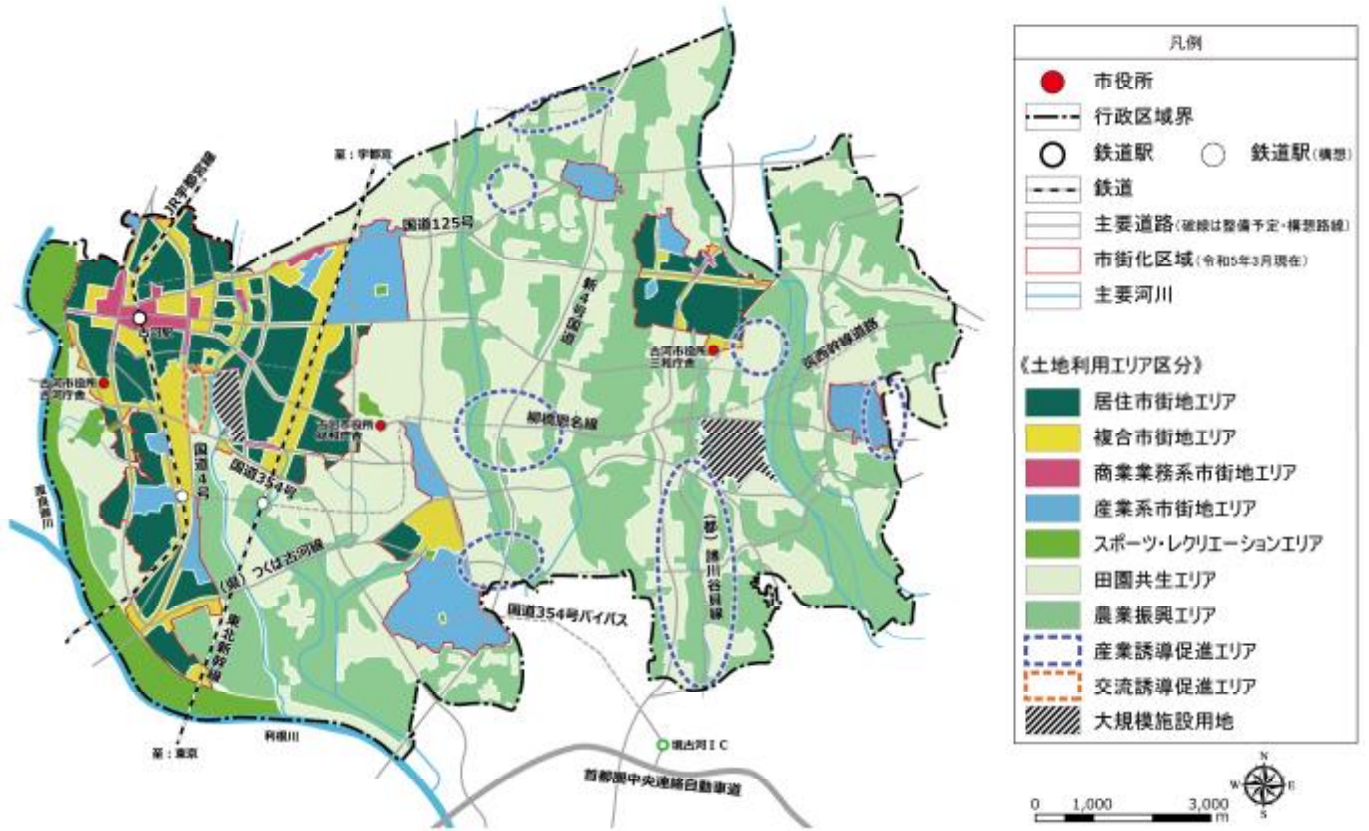 凡例
市役所
行政区域界
鉄道駅 鉄道駅(構想)
鉄道
主要道路(破線は整備予定・構想路線)
市街化区域(令和5年3月現在)
主要河川
《土地利用エリア区分》
居住市街地エリア
複合市街地エリア
商業業務系市街地エリア
産業系市街地エリア
スポーツ・レクリエーションエリア
田園共生エリア
農業振興エリア
産業誘導促進エリア
交流誘導促進エリア
大規模施設用地
N
W E
S
0 1,000 3,000
m
JR宇都宮線
至:宇都宮
国道125号
新4号国道
古河駅
古河市役所
古河庁舎
古河市役所
三和庁舎
筑西幹線道路
古河市役所
総和庁舎
柳橋恩名線
国道4号
国道354号
渡良瀬川
(県)つくば古河線
(都)諸川谷貝線
東北新幹線
国道354号バイパス
利根川
至:東京
境古河IC
首都圏中央連絡自動車道